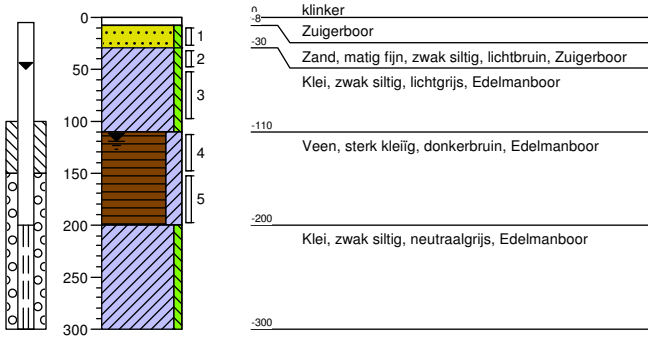 0
50
100
150
200
250
300
1
2
3
4
5
0 klinker
-8
Zuigerboor
-30
Zand, matig fijn, zwak siltig, lichtbruin, Zuigerboor
Klei, zwak siltig, lichtgrijs, Edelmanboor
-110
Veen, sterk kleiïg, donkerbruin, Edelmanboor
-200
Klei, zwak siltig, neutraalgrijs, Edelmanboor
-300